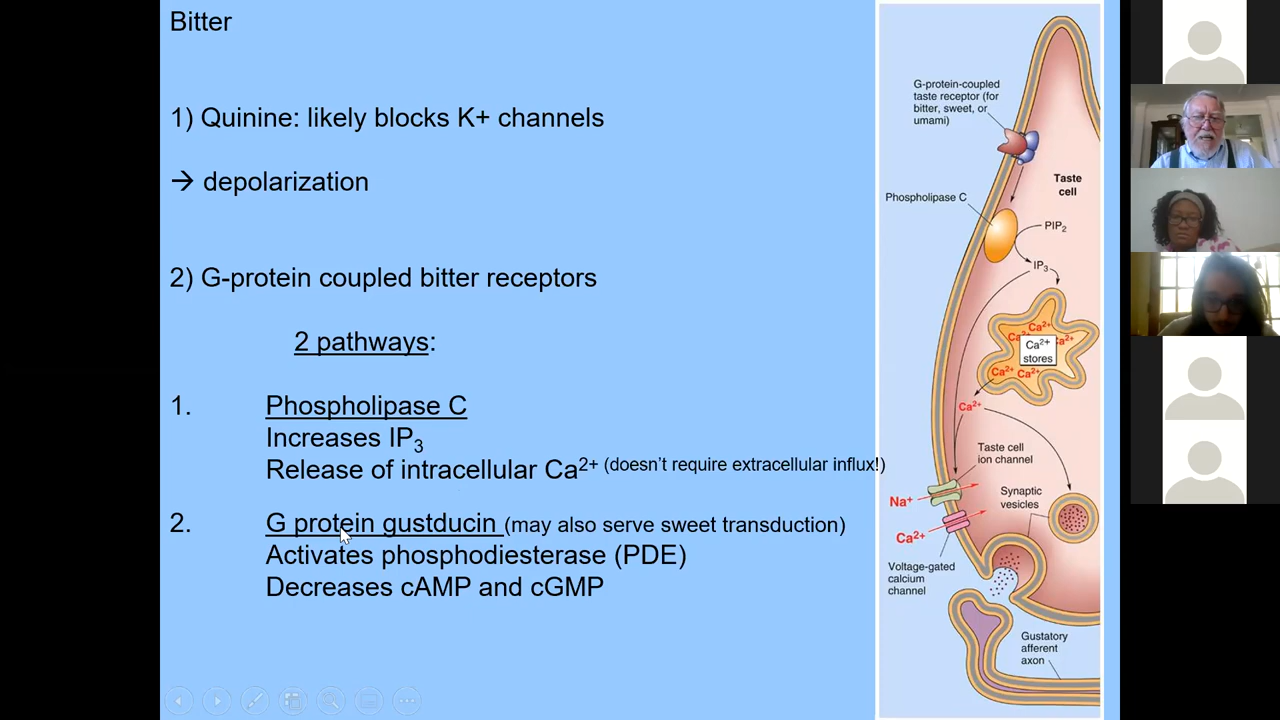 Bitter
1) Quinine: likely blocks K+ channels
→ depolarization
2) G-protein coupled bitter receptors
2 pathways:
1. Phospholipase C
Increases IP3
Release of intracellular Ca2+ (doesn't require extracellular influx!)
2. G protein gustducin (may also serve sweet transduction)
Activates phosphodiesterase (PDE)
Decreases cAMP and cGMP
G-protein-coupled
taste receptor (for
bitter, sweet, or
umami)
Taste
cell
Phospholipase C
PIP2
IP3
Ca2+
Ca2+
Ca2+
Ca2+
stores
Ca2+ Ca2+
Ca2+
Taste cell
ion channel
Synaptic
vesicles
Na+
Ca2+
Voltage-gated
calcium
channel
Gustatory
afferent
axon